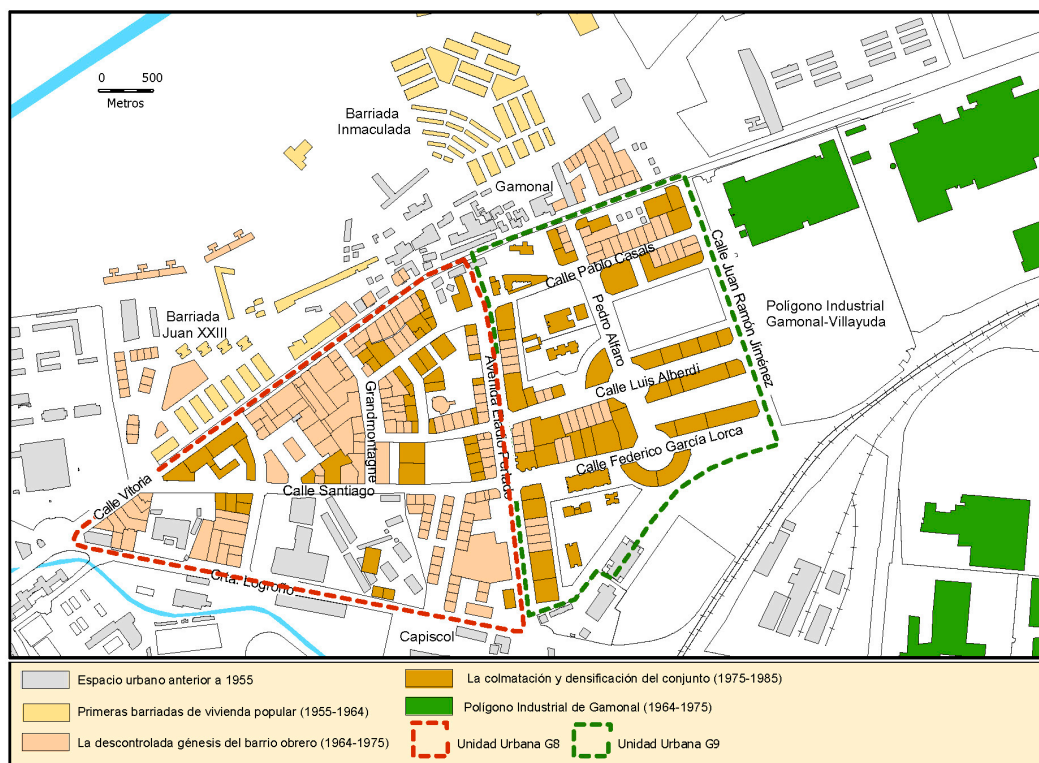 0 500
Metros
Barriada
Inmaculada
Gamonal
Calle Pablo Casals
Calle Juan Ramón Jiménez
Polígono Industrial
Gamonal-Villayuda
Barriada
Juan XXIII
Pedro Alfaro
Avenida Eladio Perlado
Calle Luis Alberdi
Grandmontagne
Calle Federico García Lorca
Calle Vitoria
Calle Santiago
Crta. Logroño
Capiscol
Espacio urbano anterior a 1955
Primeras barriadas de vivienda popular (1955-1964)
La descontrolada génesis del barrio obrero (1964-1975)
La colmatación y densificación del conjunto (1975-1985)
Polígono Industrial de Gamonal (1964-1975)
Unidad Urbana G8
Unidad Urbana G9